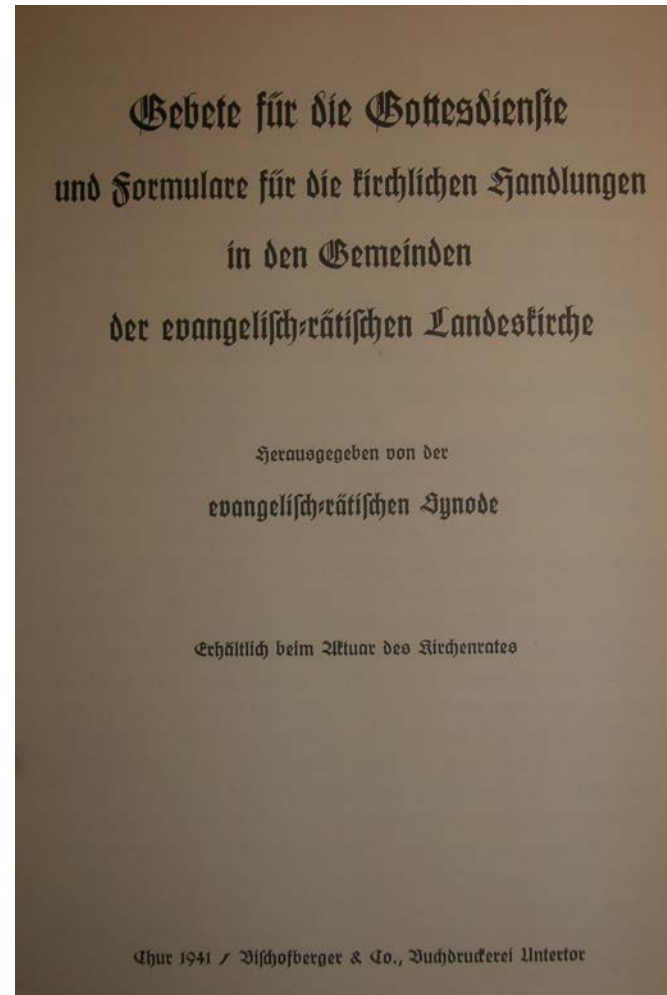 Gebete für die Gottesdienste
und Formulare für die kirchlichen Handlungen
in den Gemeinden
der evangelisch-rätischen Landeskirche
Herausgegeben von der
evangelisch-rätischen Synode
Erhältlich beim Aktuar des Kirchenrates
Chur 1941 / Bischofberger & Co., Buchdruckerei Untertor